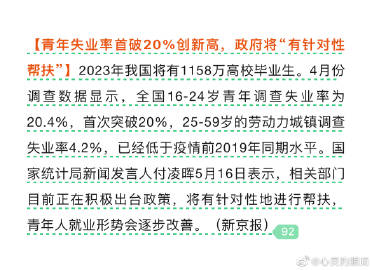 【青年失业率首破20%创新高，政府将“有针对性
帮扶”】2023年我国将有1158万高校毕业生。4月份
调查数据显示，全国16-24岁青年调查失业率为
20.4%，首次突破20%，25-59岁的劳动力城镇调查
失业率4.2%，已经低于疫情前2019年同期水平。国
家统计局新闻发言人付凌晖5月16日表示，相关部门
目前正在积极出台政策，将有针对性地进行帮扶，
青年人就业形势会逐步改善。（新京报）
92